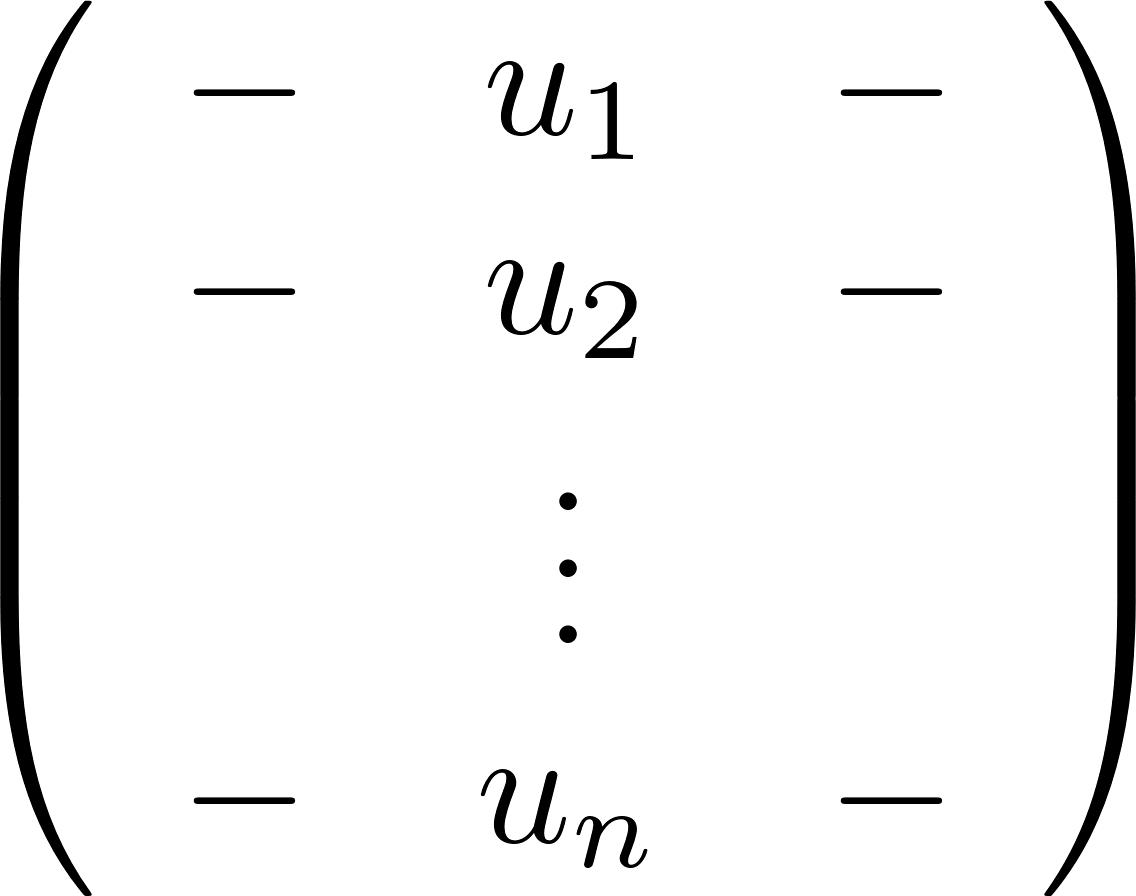 — u₁ —
— u₂ —
⋮
— uₙ —